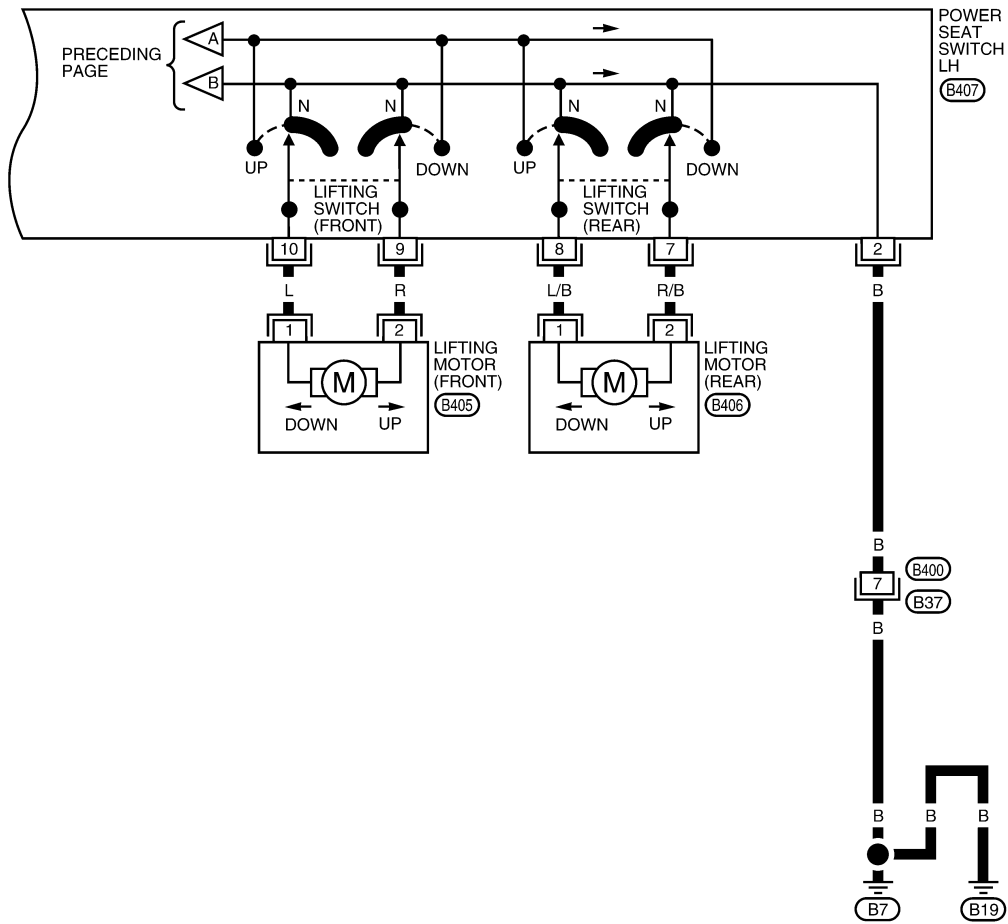 POWER
SEAT
SWITCH
LH
B407
PRECEDING
PAGE
A
B
N
N
N
N
UP
DOWN
UP
DOWN
LIFTING
SWITCH
(FRONT)
LIFTING
SWITCH
(REAR)
10
9
8
7
2
L
R
L/B
R/B
B
1
2
1
2
LIFTING
MOTOR
(FRONT)
B405
LIFTING
MOTOR
(REAR)
B406
M
M
DOWN
UP
DOWN
UP
B
7
B400
B37
B
B
B
B
B7
B19